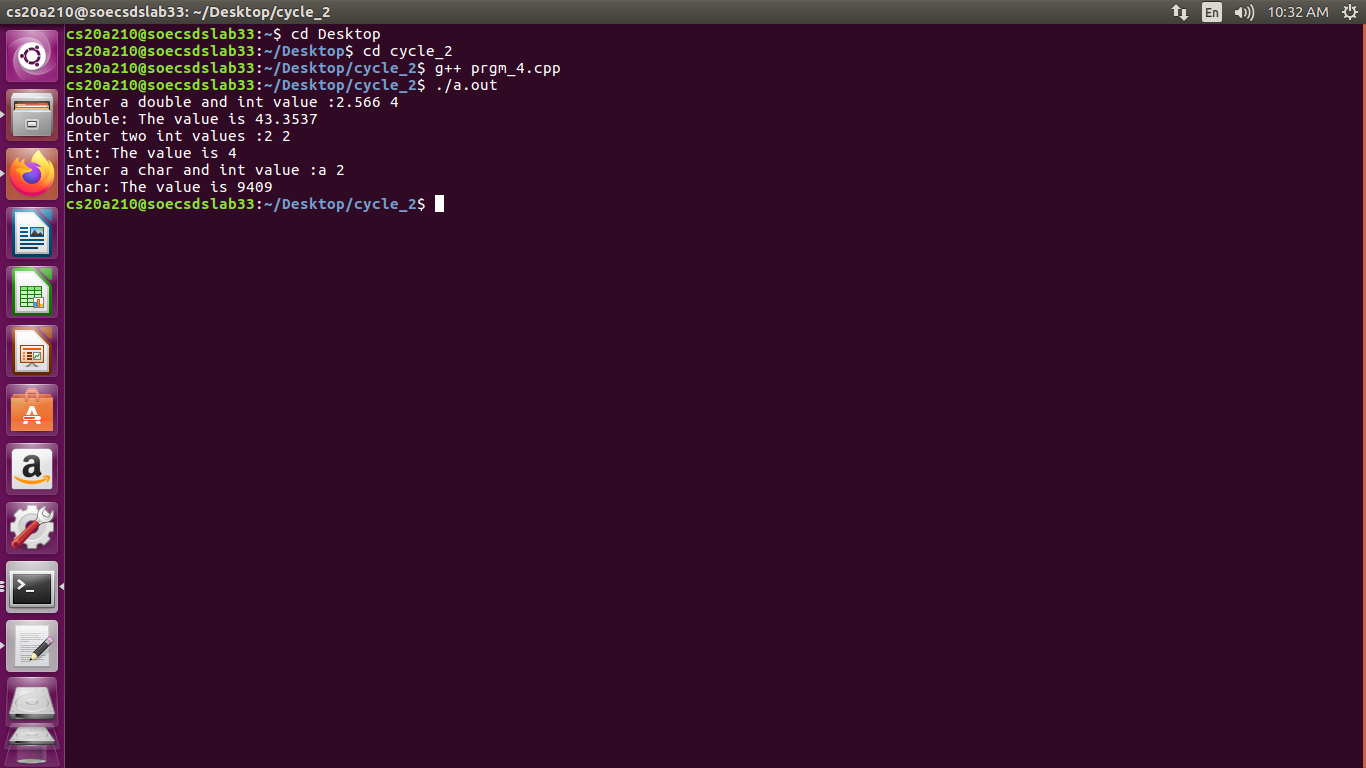 cs20a210@soecsdslab33: ~/Desktop/cycle_2
En
10:32 AM
cs20a210@soecsdslab33:~$ cd Desktop
cs20a210@soecsdslab33:~/Desktop$ cd cycle_2
cs20a210@soecsdslab33:~/Desktop/cycle_2$ g++ prgm_4.cpp
cs20a210@soecsdslab33:~/Desktop/cycle_2$ ./a.out
Enter a double and int value :2.566 4
double: The value is 43.3537
Enter two int values :2 2
int: The value is 4
Enter a char and int value :a 2
char: The value is 9409
cs20a210@soecsdslab33:~/Desktop/cycle_2$
A
a
>_